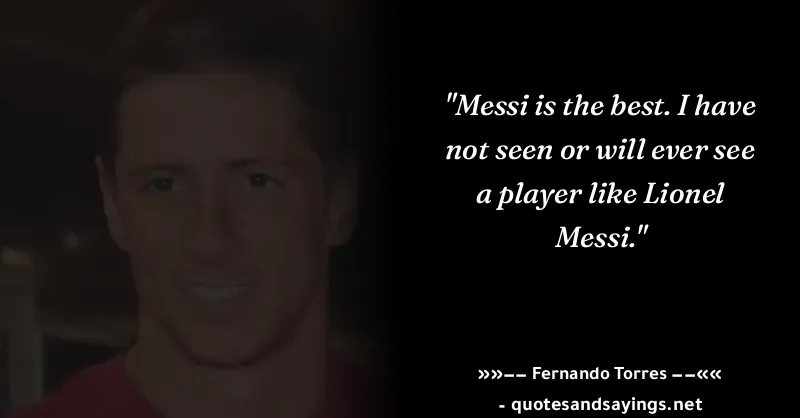 "Messi is the best. I have
not seen or will ever see
a player like Lionel
Messi."
»»–– Fernando Torres ––««
- quotesandsayings.net